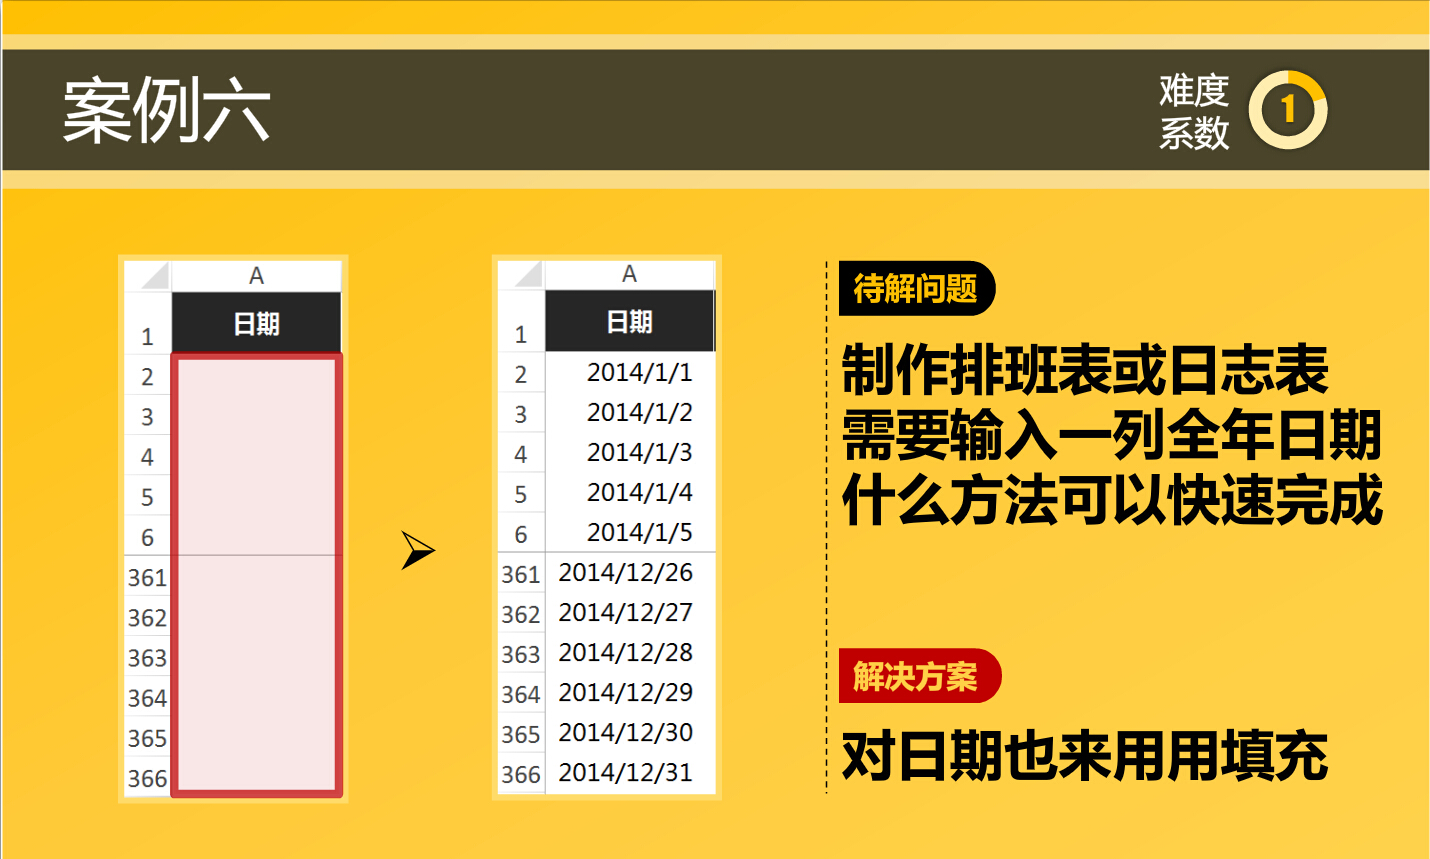 案例六
难度
系数
1
A
1 日期
2
3
4
5
6
361
362
363
364
365
366
A
1 日期
2 2014/1/1
3 2014/1/2
4 2014/1/3
5 2014/1/4
6 2014/1/5
361 2014/12/26
362 2014/12/27
363 2014/12/28
364 2014/12/29
365 2014/12/30
366 2014/12/31
待解问题
制作排班表或日志表
需要输入一列全年日期
什么方法可以快速完成
解决方案
对日期也来用用填充